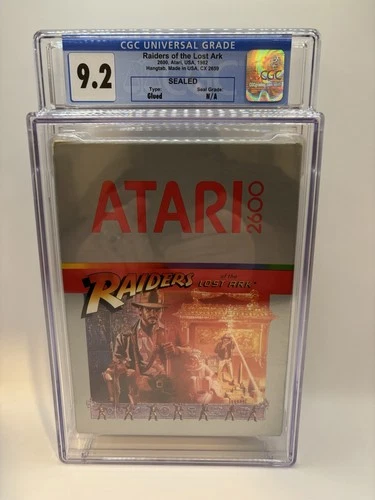 CGC UNIVERSAL GRADE
9.2
Raiders of the Lost Ark
2600, Atari, USA, 1982
Hangtab, Made in USA, CX 2659
SEALED
Type: Seal Grade:
Glued N/A
CGC
ATARI
2600
RAIDERS of the LOST ARK